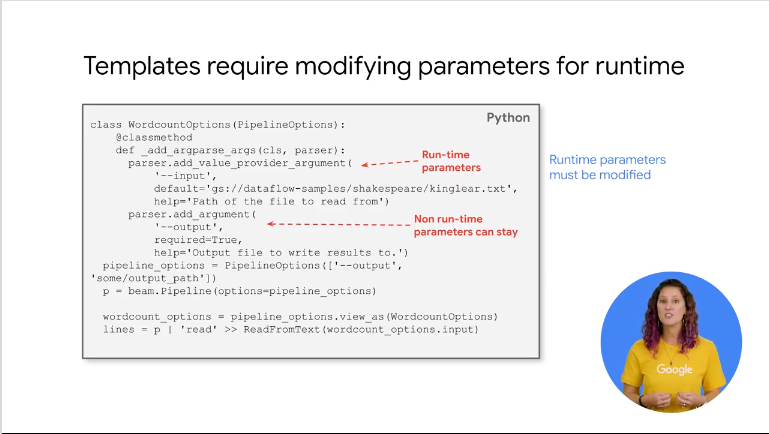 Templates require modifying parameters for runtime
Python
class WordcountOptions(PipelineOptions):
@classmethod
def _add_argparse_args(cls, parser):
parser.add_value_provider_argument(
'--input',
default='gs://dataflow-samples/shakespeare/kinglear.txt',
help='Path of the file to read from')
parser.add_argument(
'--output',
required=True,
help='Output file to write results to.')
pipeline_options = PipelineOptions(['--output',
'some/output_path'])
p = beam.Pipeline(options=pipeline_options)
wordcount_options = pipeline_options.view_as(WordcountOptions)
lines = p | 'read' >> ReadFromText(wordcount_options.input)
Run-time
parameters
Non run-time
parameters can stay
Runtime parameters
must be modified
Google